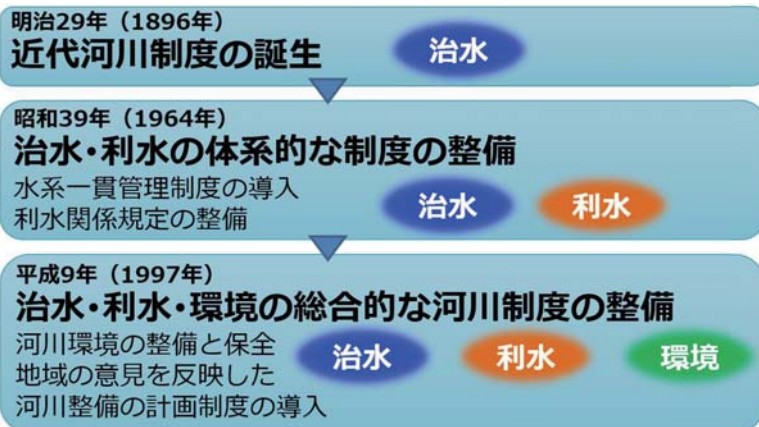 明治29年（1896年）
近代河川制度の誕生
治水
昭和39年（1964年）
治水・利水の体系的な制度の整備
水系一貫管理制度の導入
利水関係規定の整備
治水 利水
平成9年（1997年）
治水・利水・環境の総合的な河川制度の整備
河川環境の整備と保全
地域の意見を反映した
河川整備の計画制度の導入
治水 利水 環境